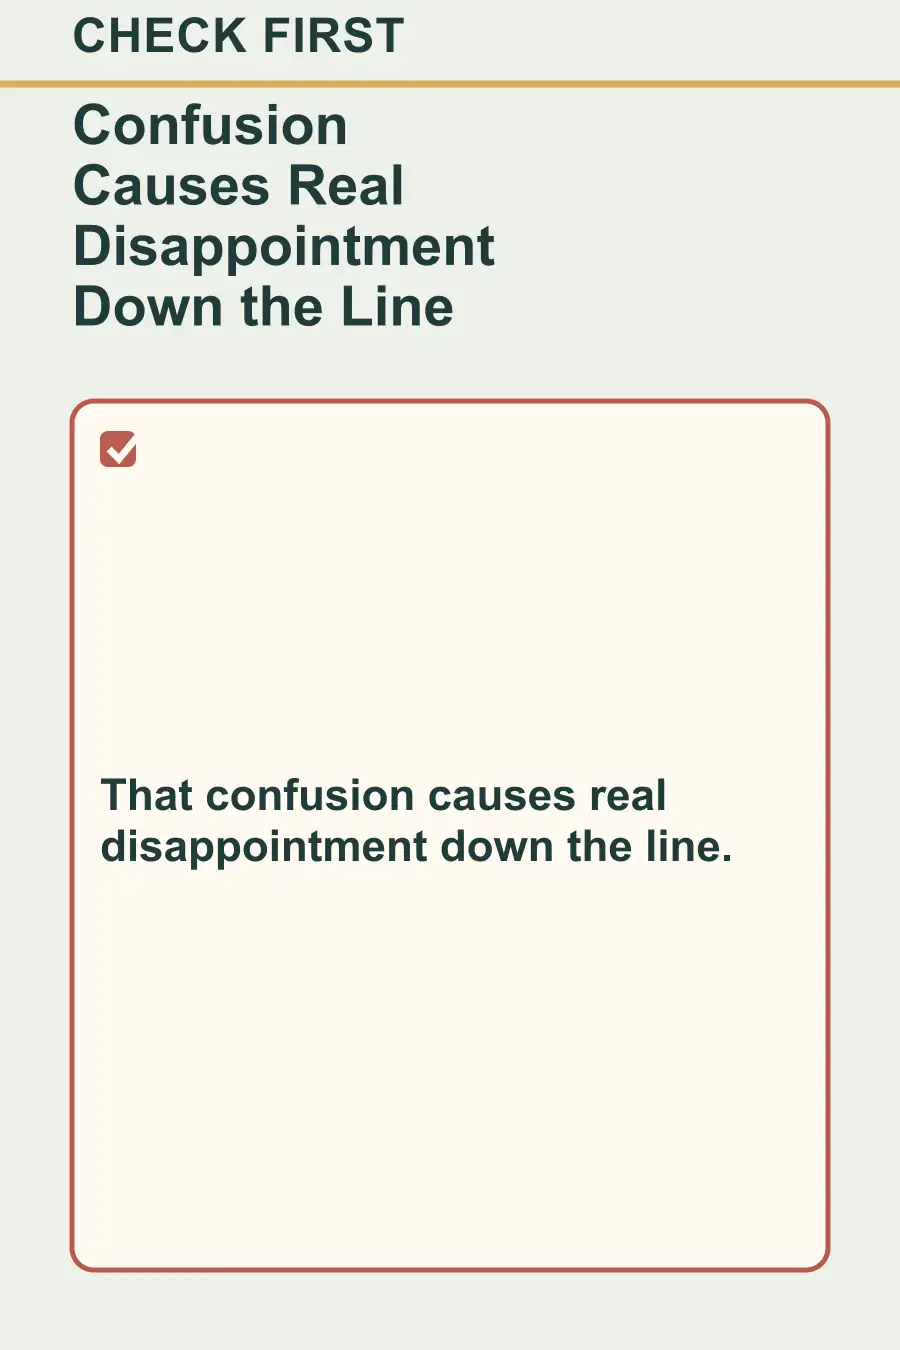 CHECK FIRST
Confusion
Causes Real
Disappointment
Down the Line
That confusion causes real
disappointment down the line.